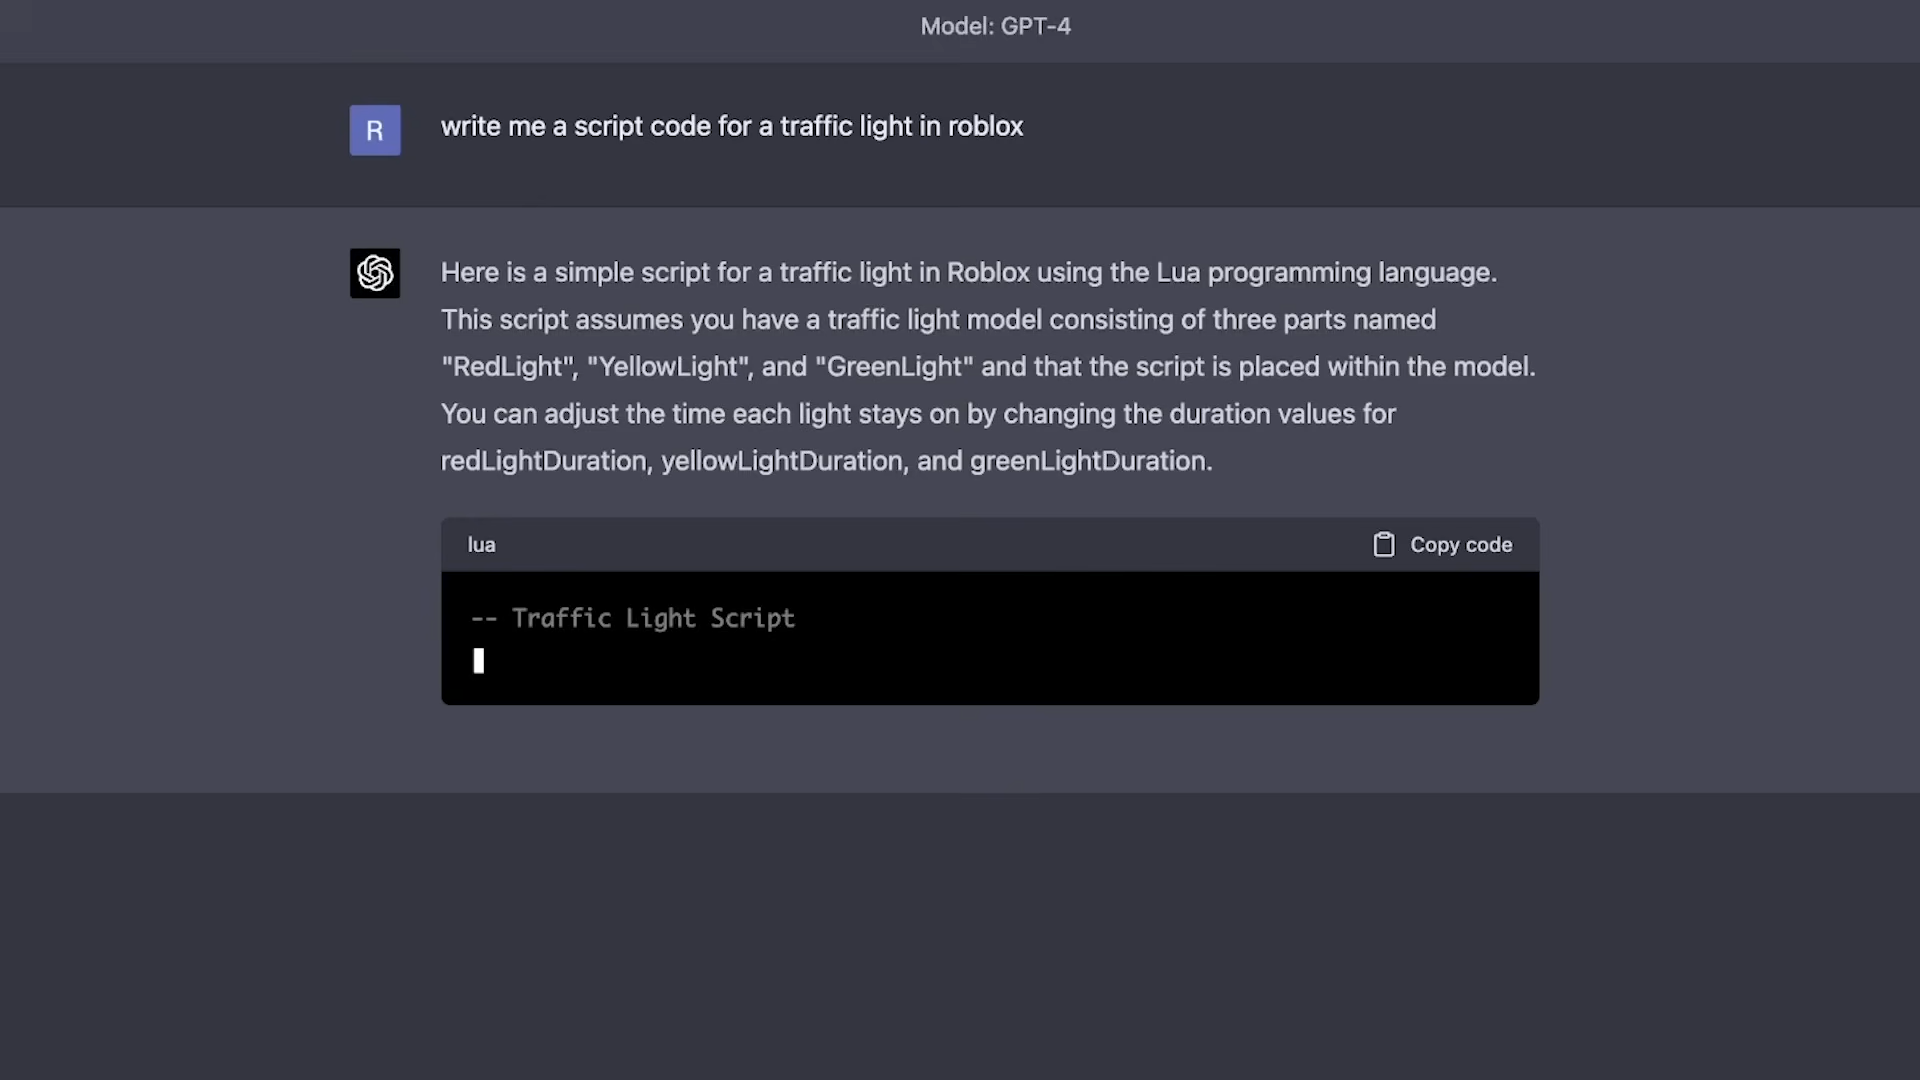 Model: GPT-4
R
write me a script code for a traffic light in roblox
Here is a simple script for a traffic light in Roblox using the Lua programming language.
This script assumes you have a traffic light model consisting of three parts named
"RedLight", "YellowLight", and "GreenLight" and that the script is placed within the model.
You can adjust the time each light stays on by changing the duration values for
redLightDuration, yellowLightDuration, and greenLightDuration.
lua
Copy code
-- Traffic Light Script